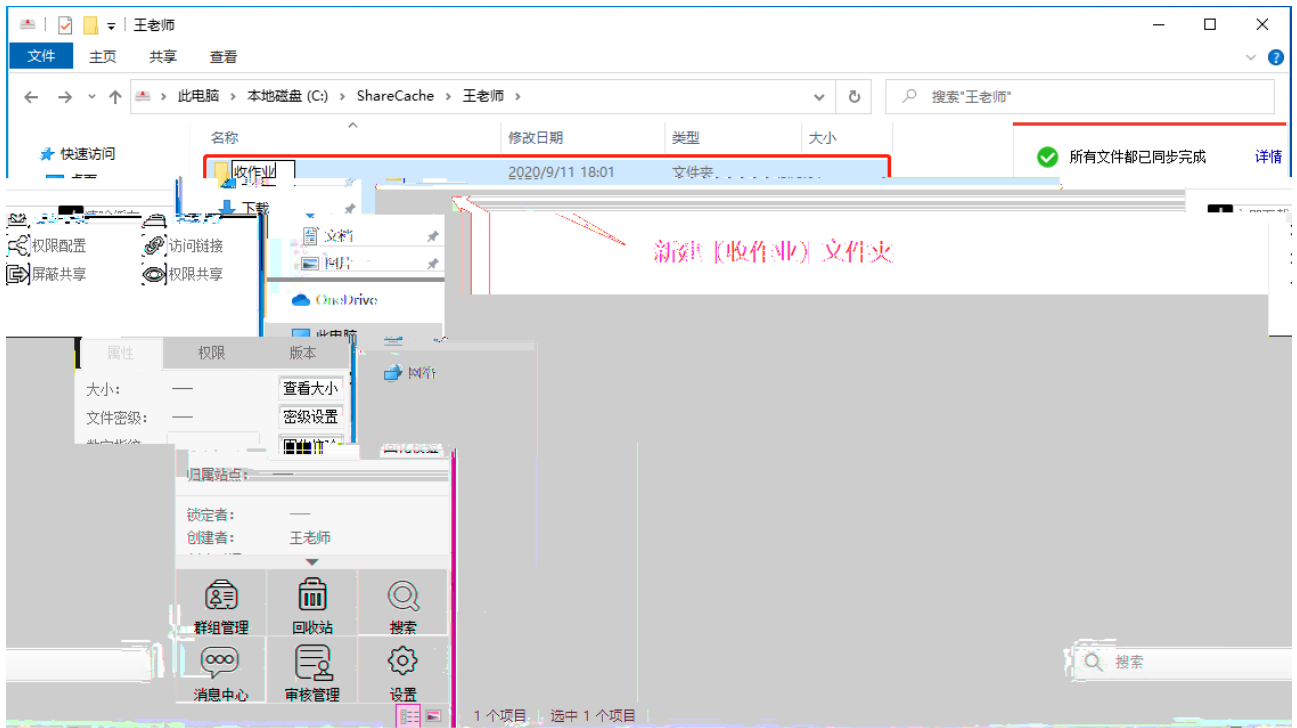 王老师
文件 主页 共享 查看
此电脑 › 本地磁盘 (C:) › ShareCache › 王老师 ›
搜索"王老师"
名称 修改日期 类型 大小
快速访问
所有文件都已同步完成 详情
收作业 2020/9/11 18:01 文件夹
下载
权限配置 访问链接
文档
新建（收作业）文件夹
屏蔽共享 权限共享
图片
OneDrive
此电脑
属性 权限 版本
网络
大小: — 查看大小
文件密级: — 密级设置
归属站点: —
锁定者: —
创建者: 王老师
群组管理 回收站 搜索
搜索
消息中心 审核管理 设置
1 个项目 选中 1 个项目